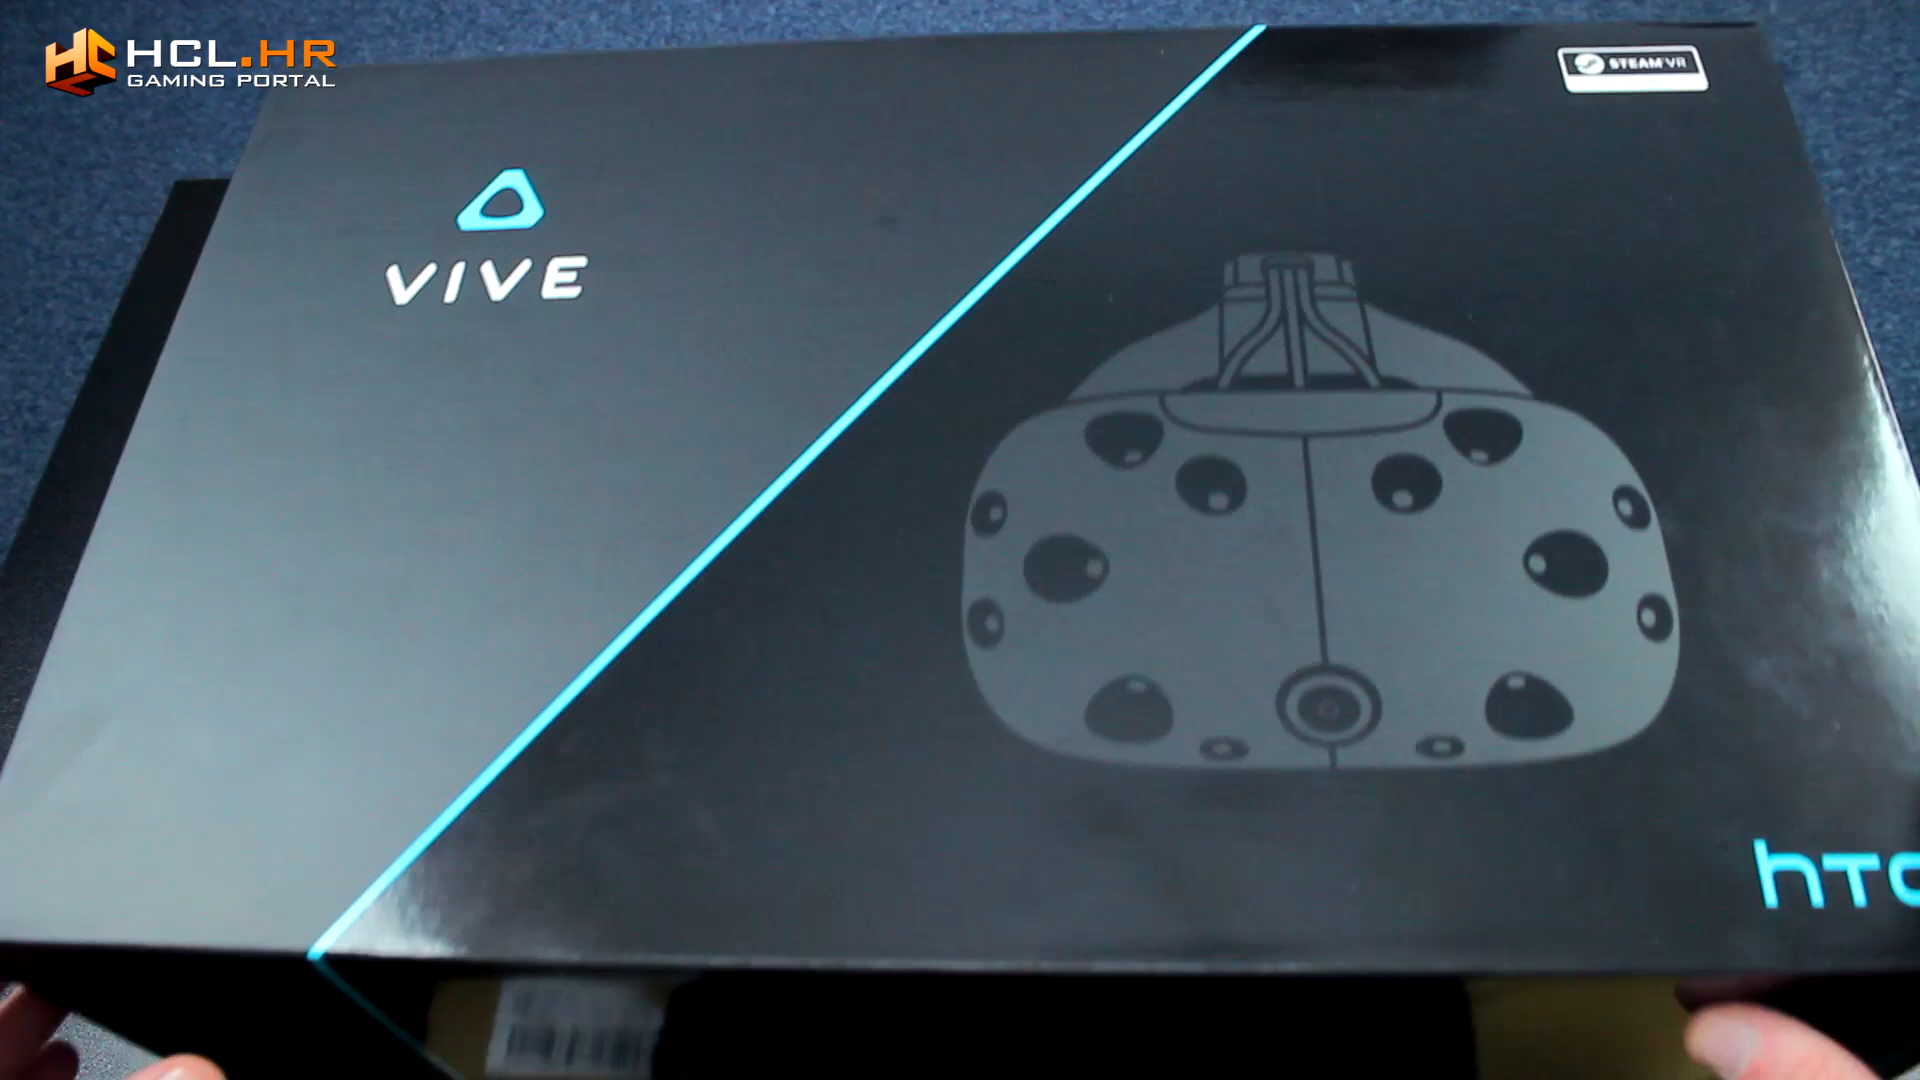 HCL.HR
GAMING PORTAL
STEAM VR
VIVE
hTC